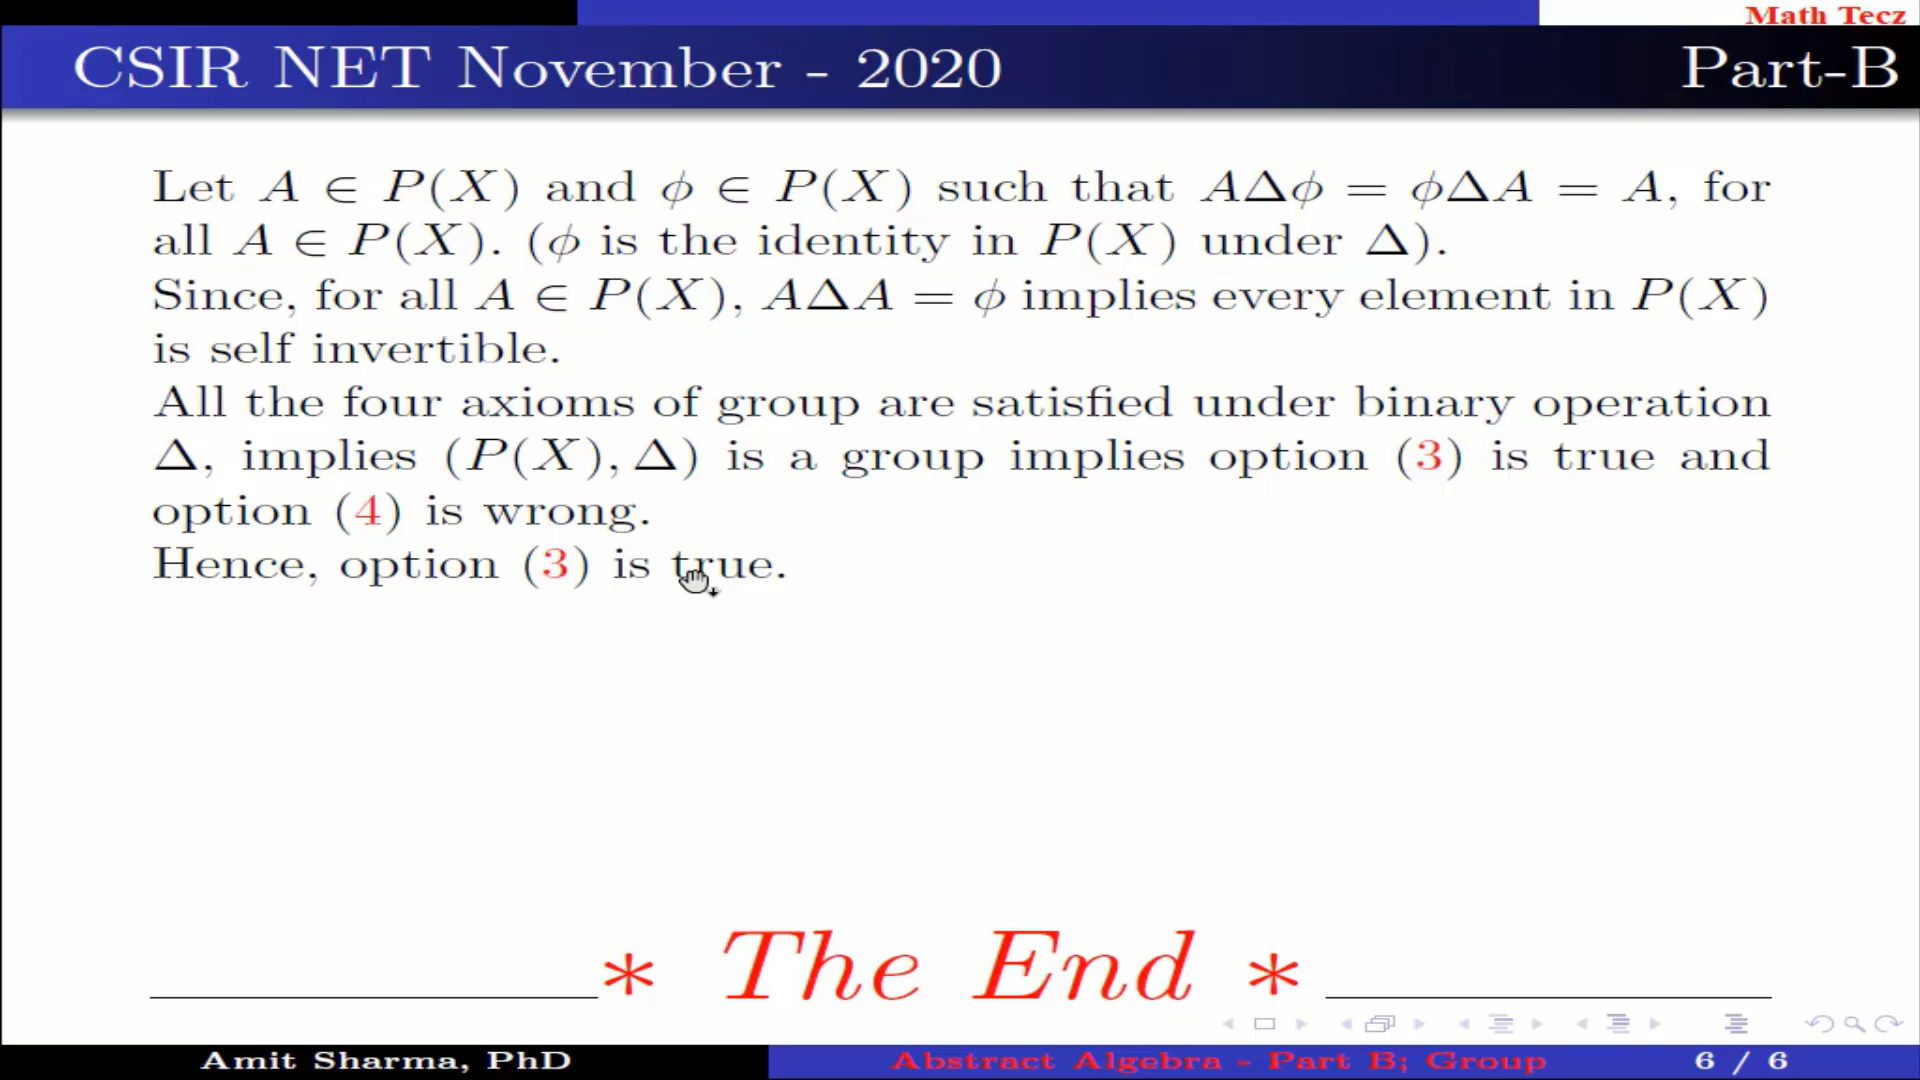 Math Tecz
CSIR NET November - 2020 Part-B
Let A ∈ P(X) and ϕ ∈ P(X) such that AΔϕ = ϕΔA = A, for
all A ∈ P(X). (ϕ is the identity in P(X) under Δ).
Since, for all A ∈ P(X), AΔA = ϕ implies every element in P(X)
is self invertible.
All the four axioms of group are satisfied under binary operation
Δ, implies (P(X), Δ) is a group implies option (3) is true and
option (4) is wrong.
Hence, option (3) is true.
* The End *
Amit Sharma, PhD Abstract Algebra - Part B; Group 6 / 6